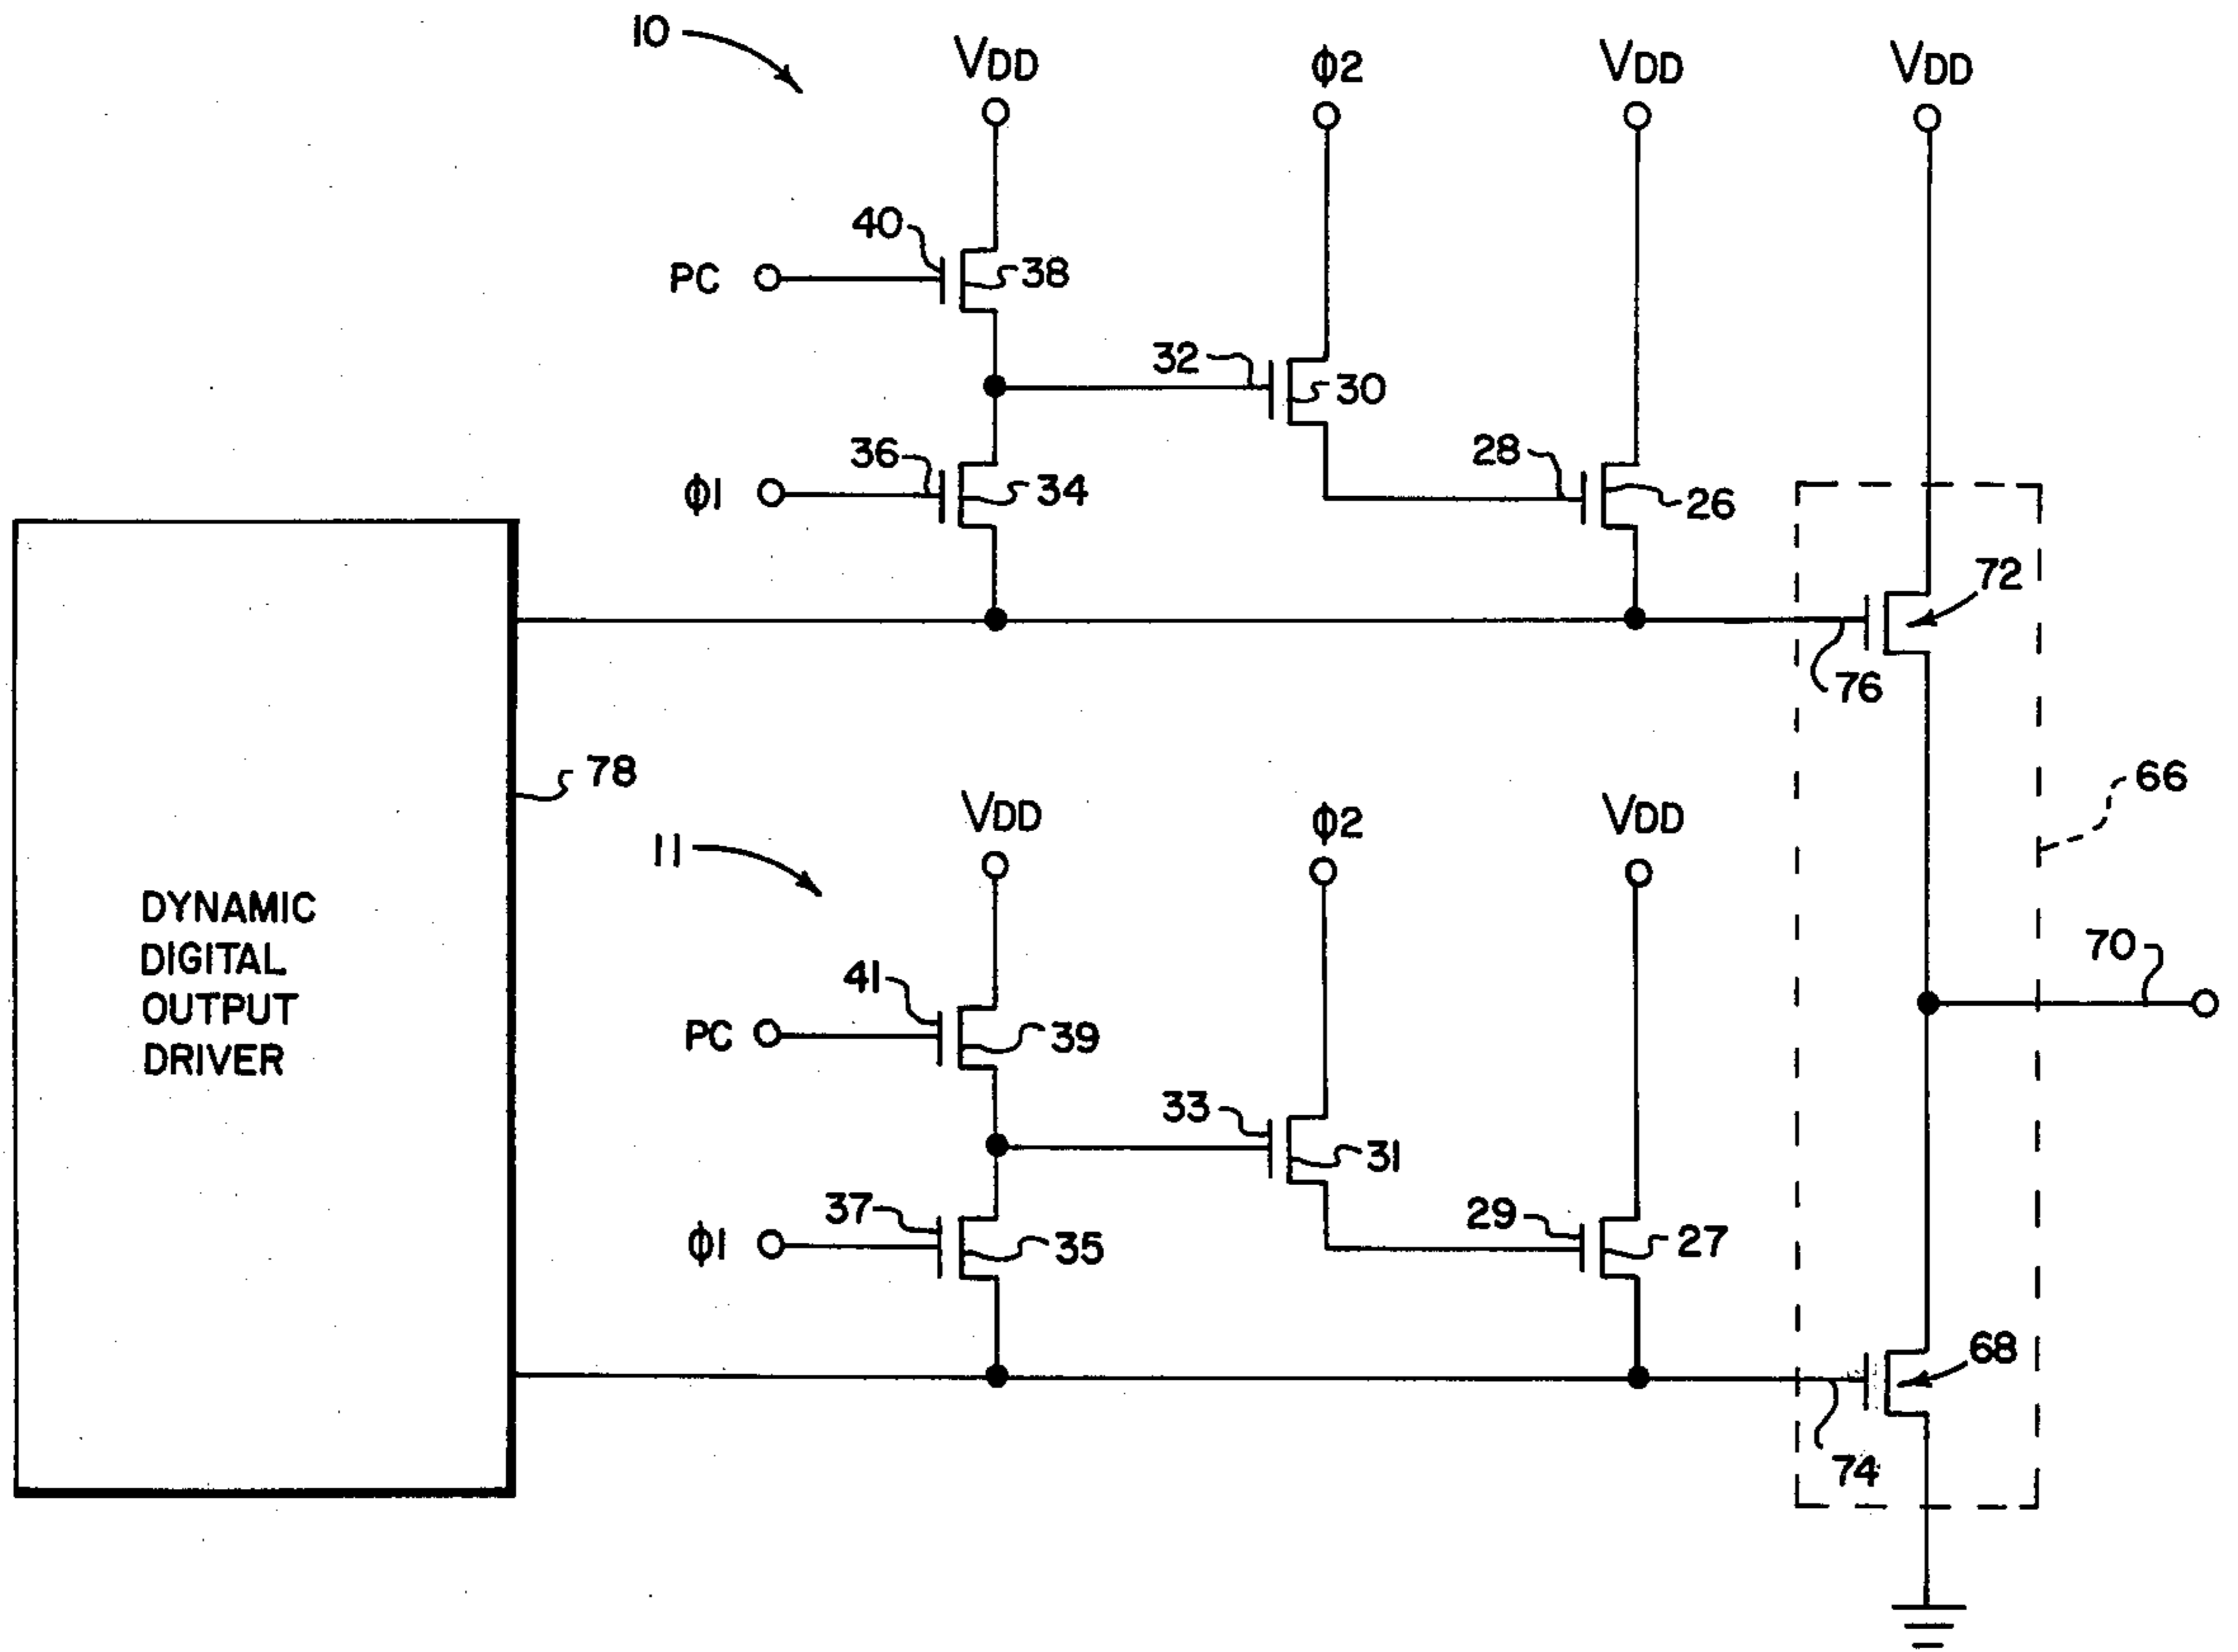 10
VDD
ϕ2
VDD
VDD
40
PC
38
32
30
36
ϕ1
34
28
26
72
76
78
66
11
VDD
ϕ2
VDD
DYNAMIC
DIGITAL
OUTPUT
DRIVER
41
PC
39
70
33
31
37
ϕ1
35
29
27
68
74